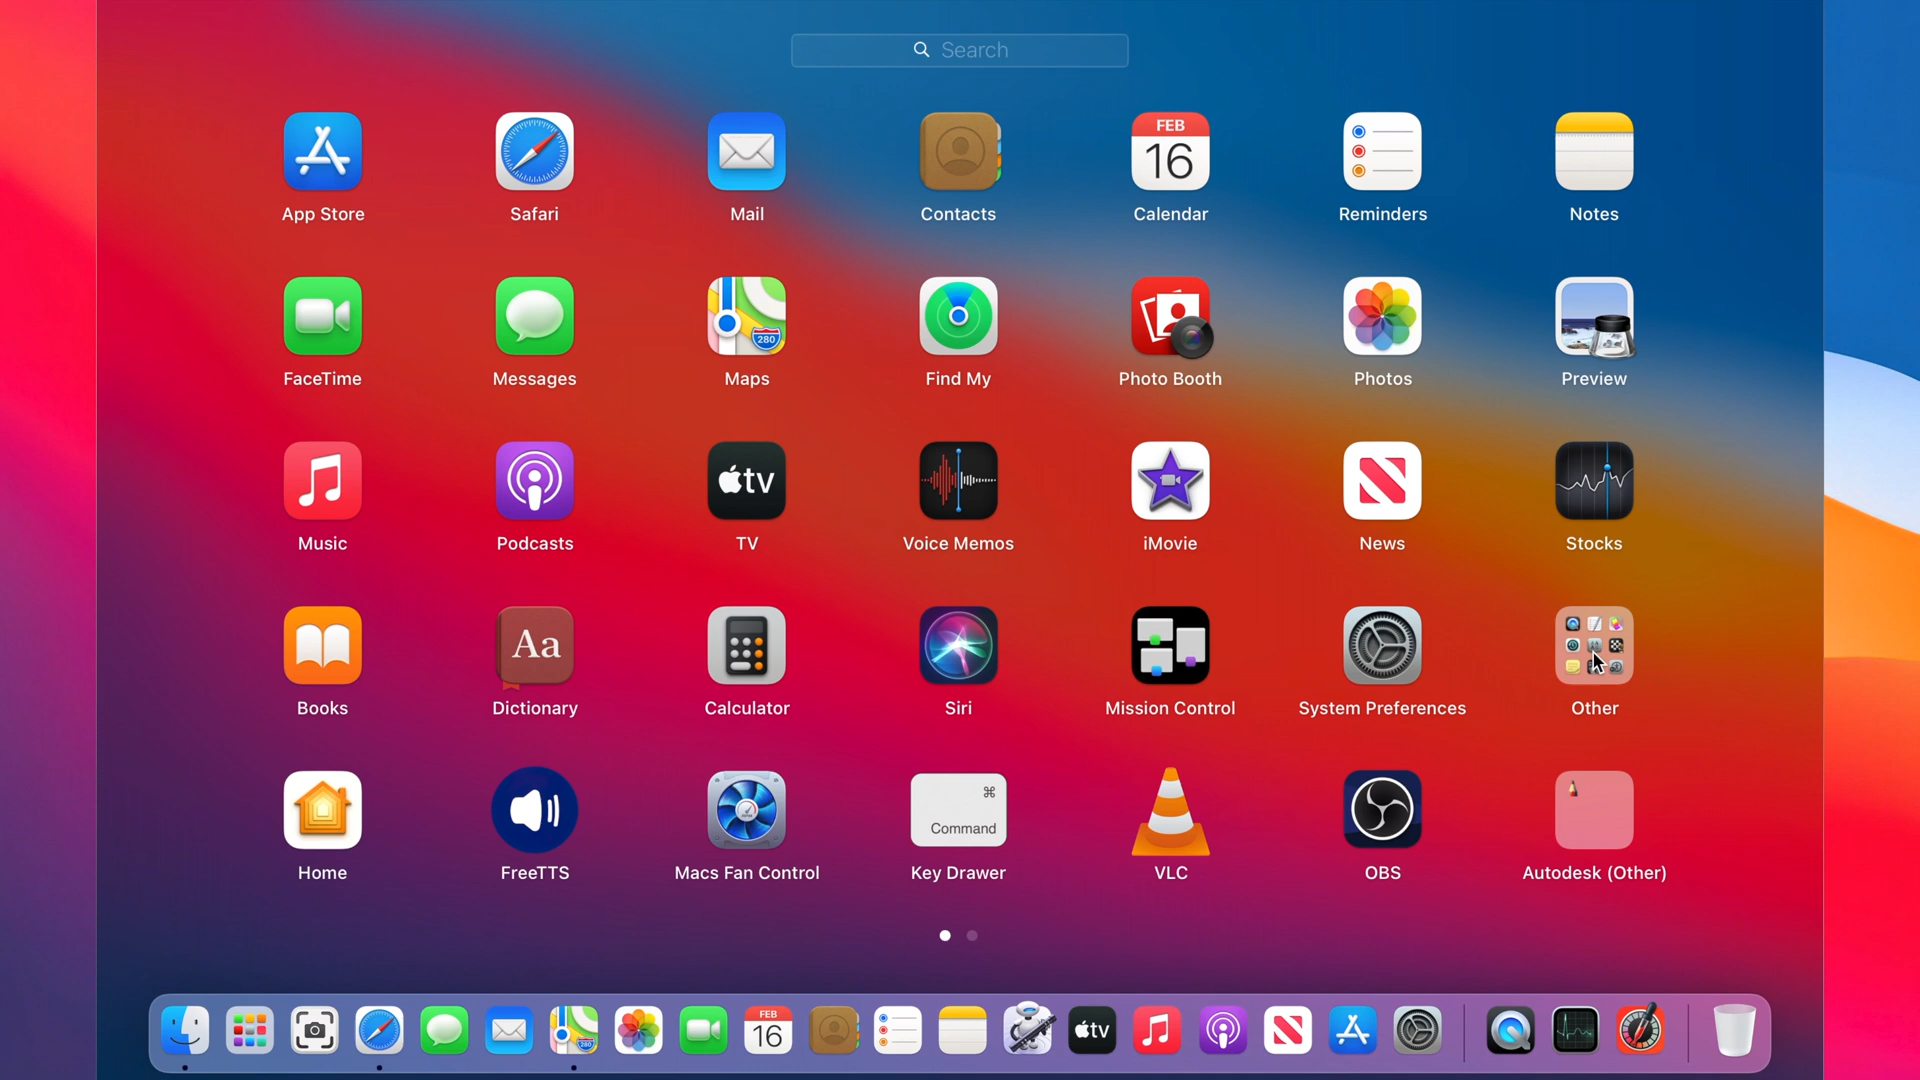 Search
FEB
16
App Store
Safari
Mail
Contacts
Calendar
Reminders
Notes
280
FaceTime
Messages
Maps
Find My
Photo Booth
Photos
Preview
tv
Music
Podcasts
TV
Voice Memos
iMovie
News
Stocks
Aa
Books
Dictionary
Calculator
Siri
Mission Control
System Preferences
Other
⌘
Command
Home
FreeTTS
Macs Fan Control
Key Drawer
VLC
OBS
Autodesk (Other)
280
FEB
16
tv